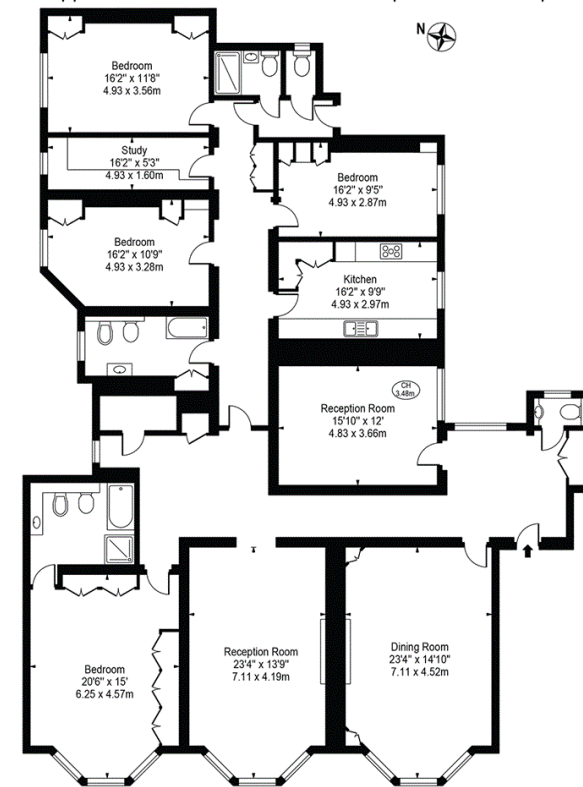 N
Bedroom
16'2" x 11'8"
4.93 x 3.56m
Study
16'2" x 5'3"
4.93 x 1.60m
Bedroom
16'2" x 9'5"
4.93 x 2.87m
Bedroom
16'2" x 10'9"
4.93 x 3.28m
Kitchen
16'2" x 9'9"
4.93 x 2.97m
CH
3.48m
Reception Room
15'10" x 12'
4.83 x 3.66m
Bedroom
20'6" x 15'
6.25 x 4.57m
Reception Room
23'4" x 13'9"
7.11 x 4.19m
Dining Room
23'4" x 14'10"
7.11 x 4.52m